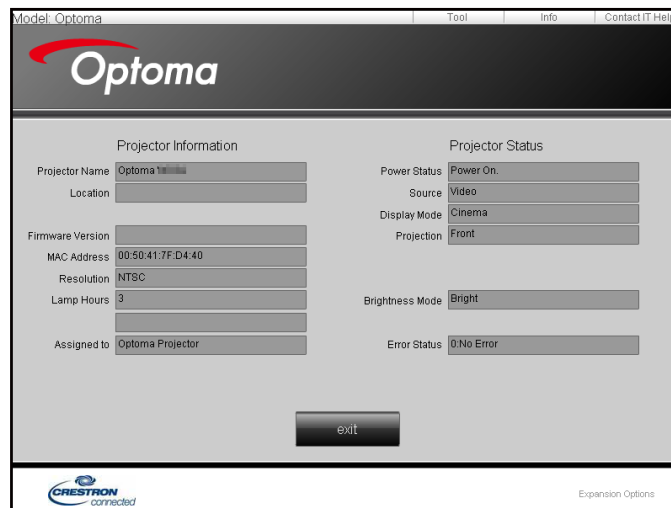 Model: Optoma
Tool
Info
Contact IT Help
Optoma
Projector Information
Projector Name Optoma
Location
Firmware Version
MAC Address 00:50:41:7F:D4:40
Resolution NTSC
Lamp Hours 3
Assigned to Optoma Projector
Projector Status
Power Status Power On.
Source Video
Display Mode Cinema
Projection Front
Brightness Mode Bright
Error Status 0:No Error
exit
CRESTRON
connected
Expansion Options